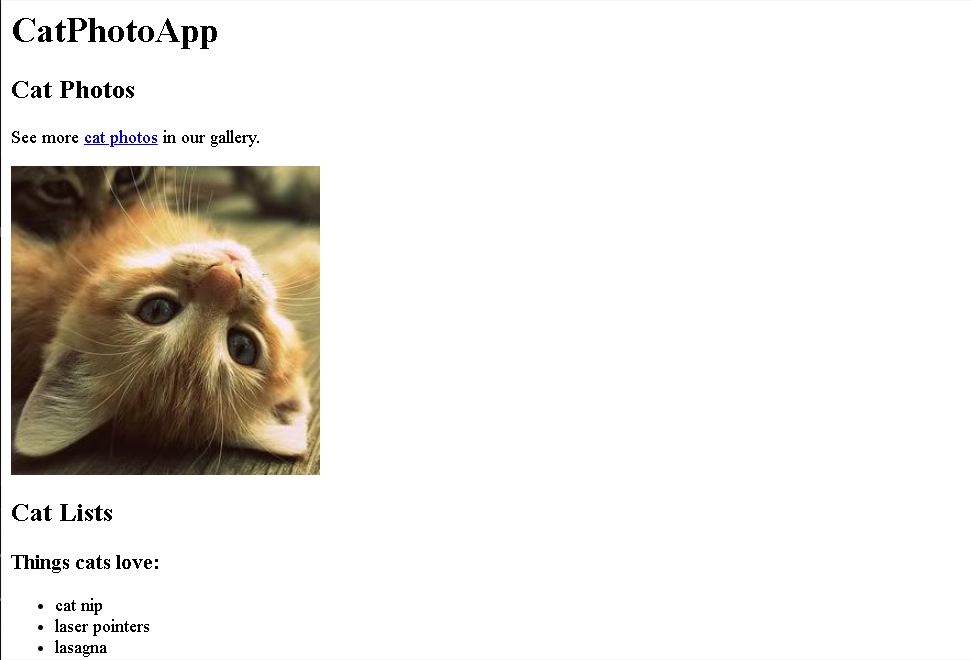 CatPhotoApp
Cat Photos
See more cat photos in our gallery.
Cat Lists
Things cats love:
cat nip
laser pointers
lasagna